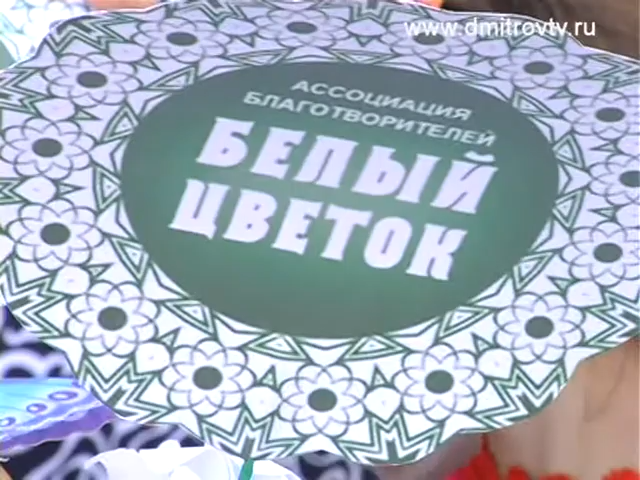 www.dmitrovtv.ru
АССОЦИАЦИЯ
БЛАГОТВОРИТЕЛЕЙ
БЕЛЫЙ
ЦВЕТОК